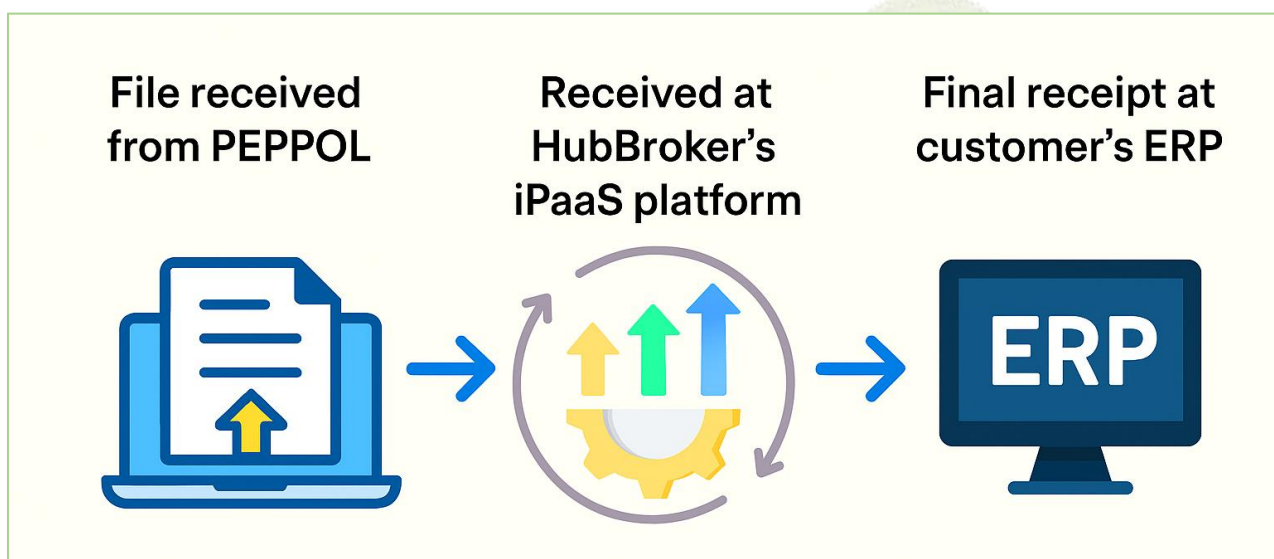 File received
from PEPPOL
Received at
HubBroker's
iPaaS platform
Final receipt at
customer's ERP
ERP